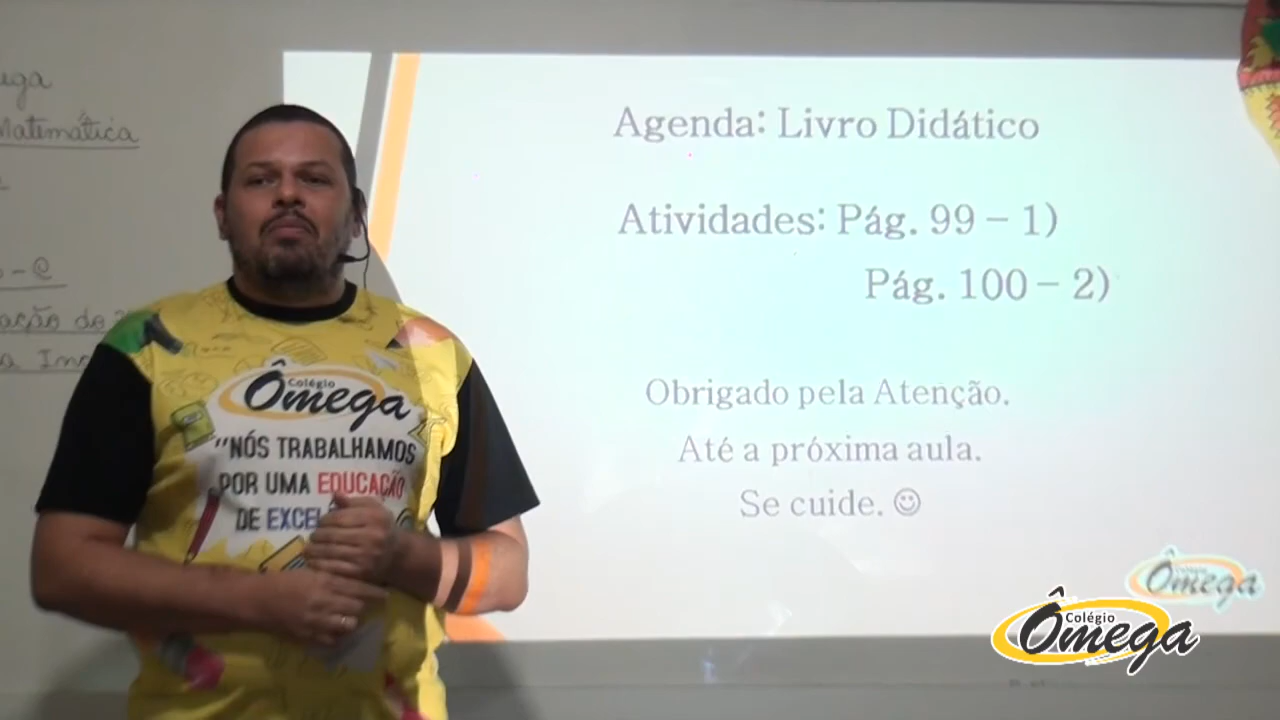 Matemática
Agenda: Livro Didático
Atividades: Pág. 99 – 1)
Pág. 100 – 2)
Obrigado pela Atenção.
Até a próxima aula.
Se cuide. ☺
Colégio
Ômega
"NÓS TRABALHAMOS
POR UMA EDUCAÇÃO
DE
Ômega
Colégio
Ômega